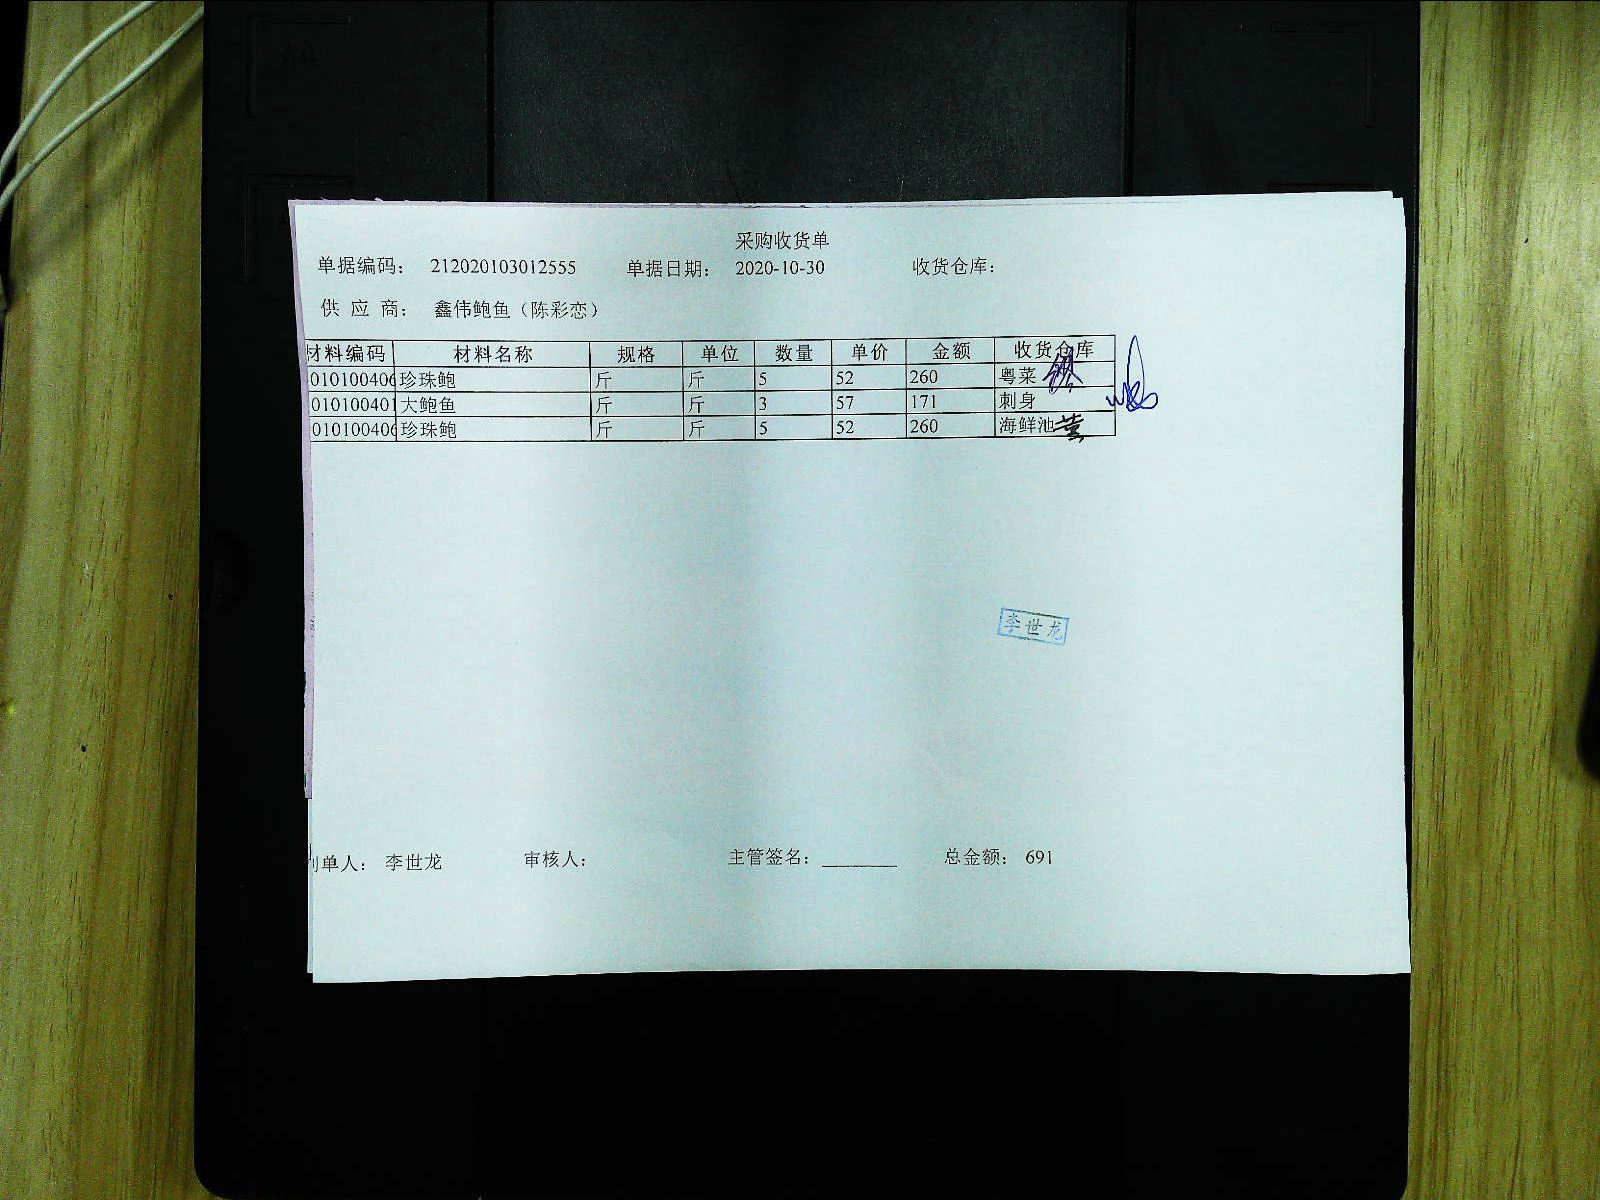 采购收货单
单据编码： 212020103012555 单据日期： 2020-10-30 收货仓库：
供 应 商： 鑫伟鲍鱼（陈彩恋）
材料编码 材料名称 规格 单位 数量 单价 金额 收货仓库
010100406 珍珠鲍 斤 斤 5 52 260 粤菜
010100401 大鲍鱼 斤 斤 3 57 171 刺身
010100406 珍珠鲍 斤 斤 5 52 260 海鲜池
李世龙
制单人： 李世龙 审核人： 主管签名： 总金额： 691